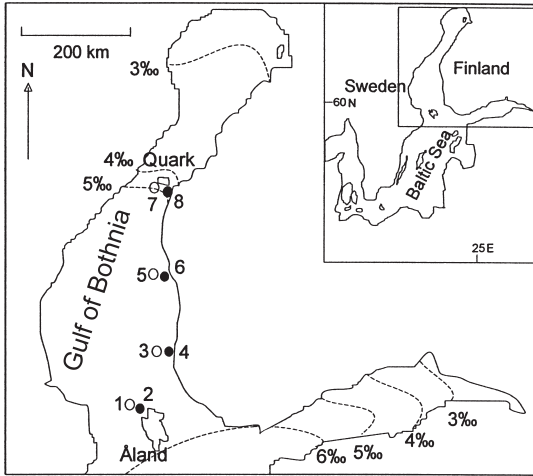 200 km
N
3‰
4‰ Quark
5‰
7 8
Gulf of Bothnia
5 6
3 4
1 2
Åland
6‰ 5‰ 4‰ 3‰
Sweden
Finland
60N
Baltic Sea
25E